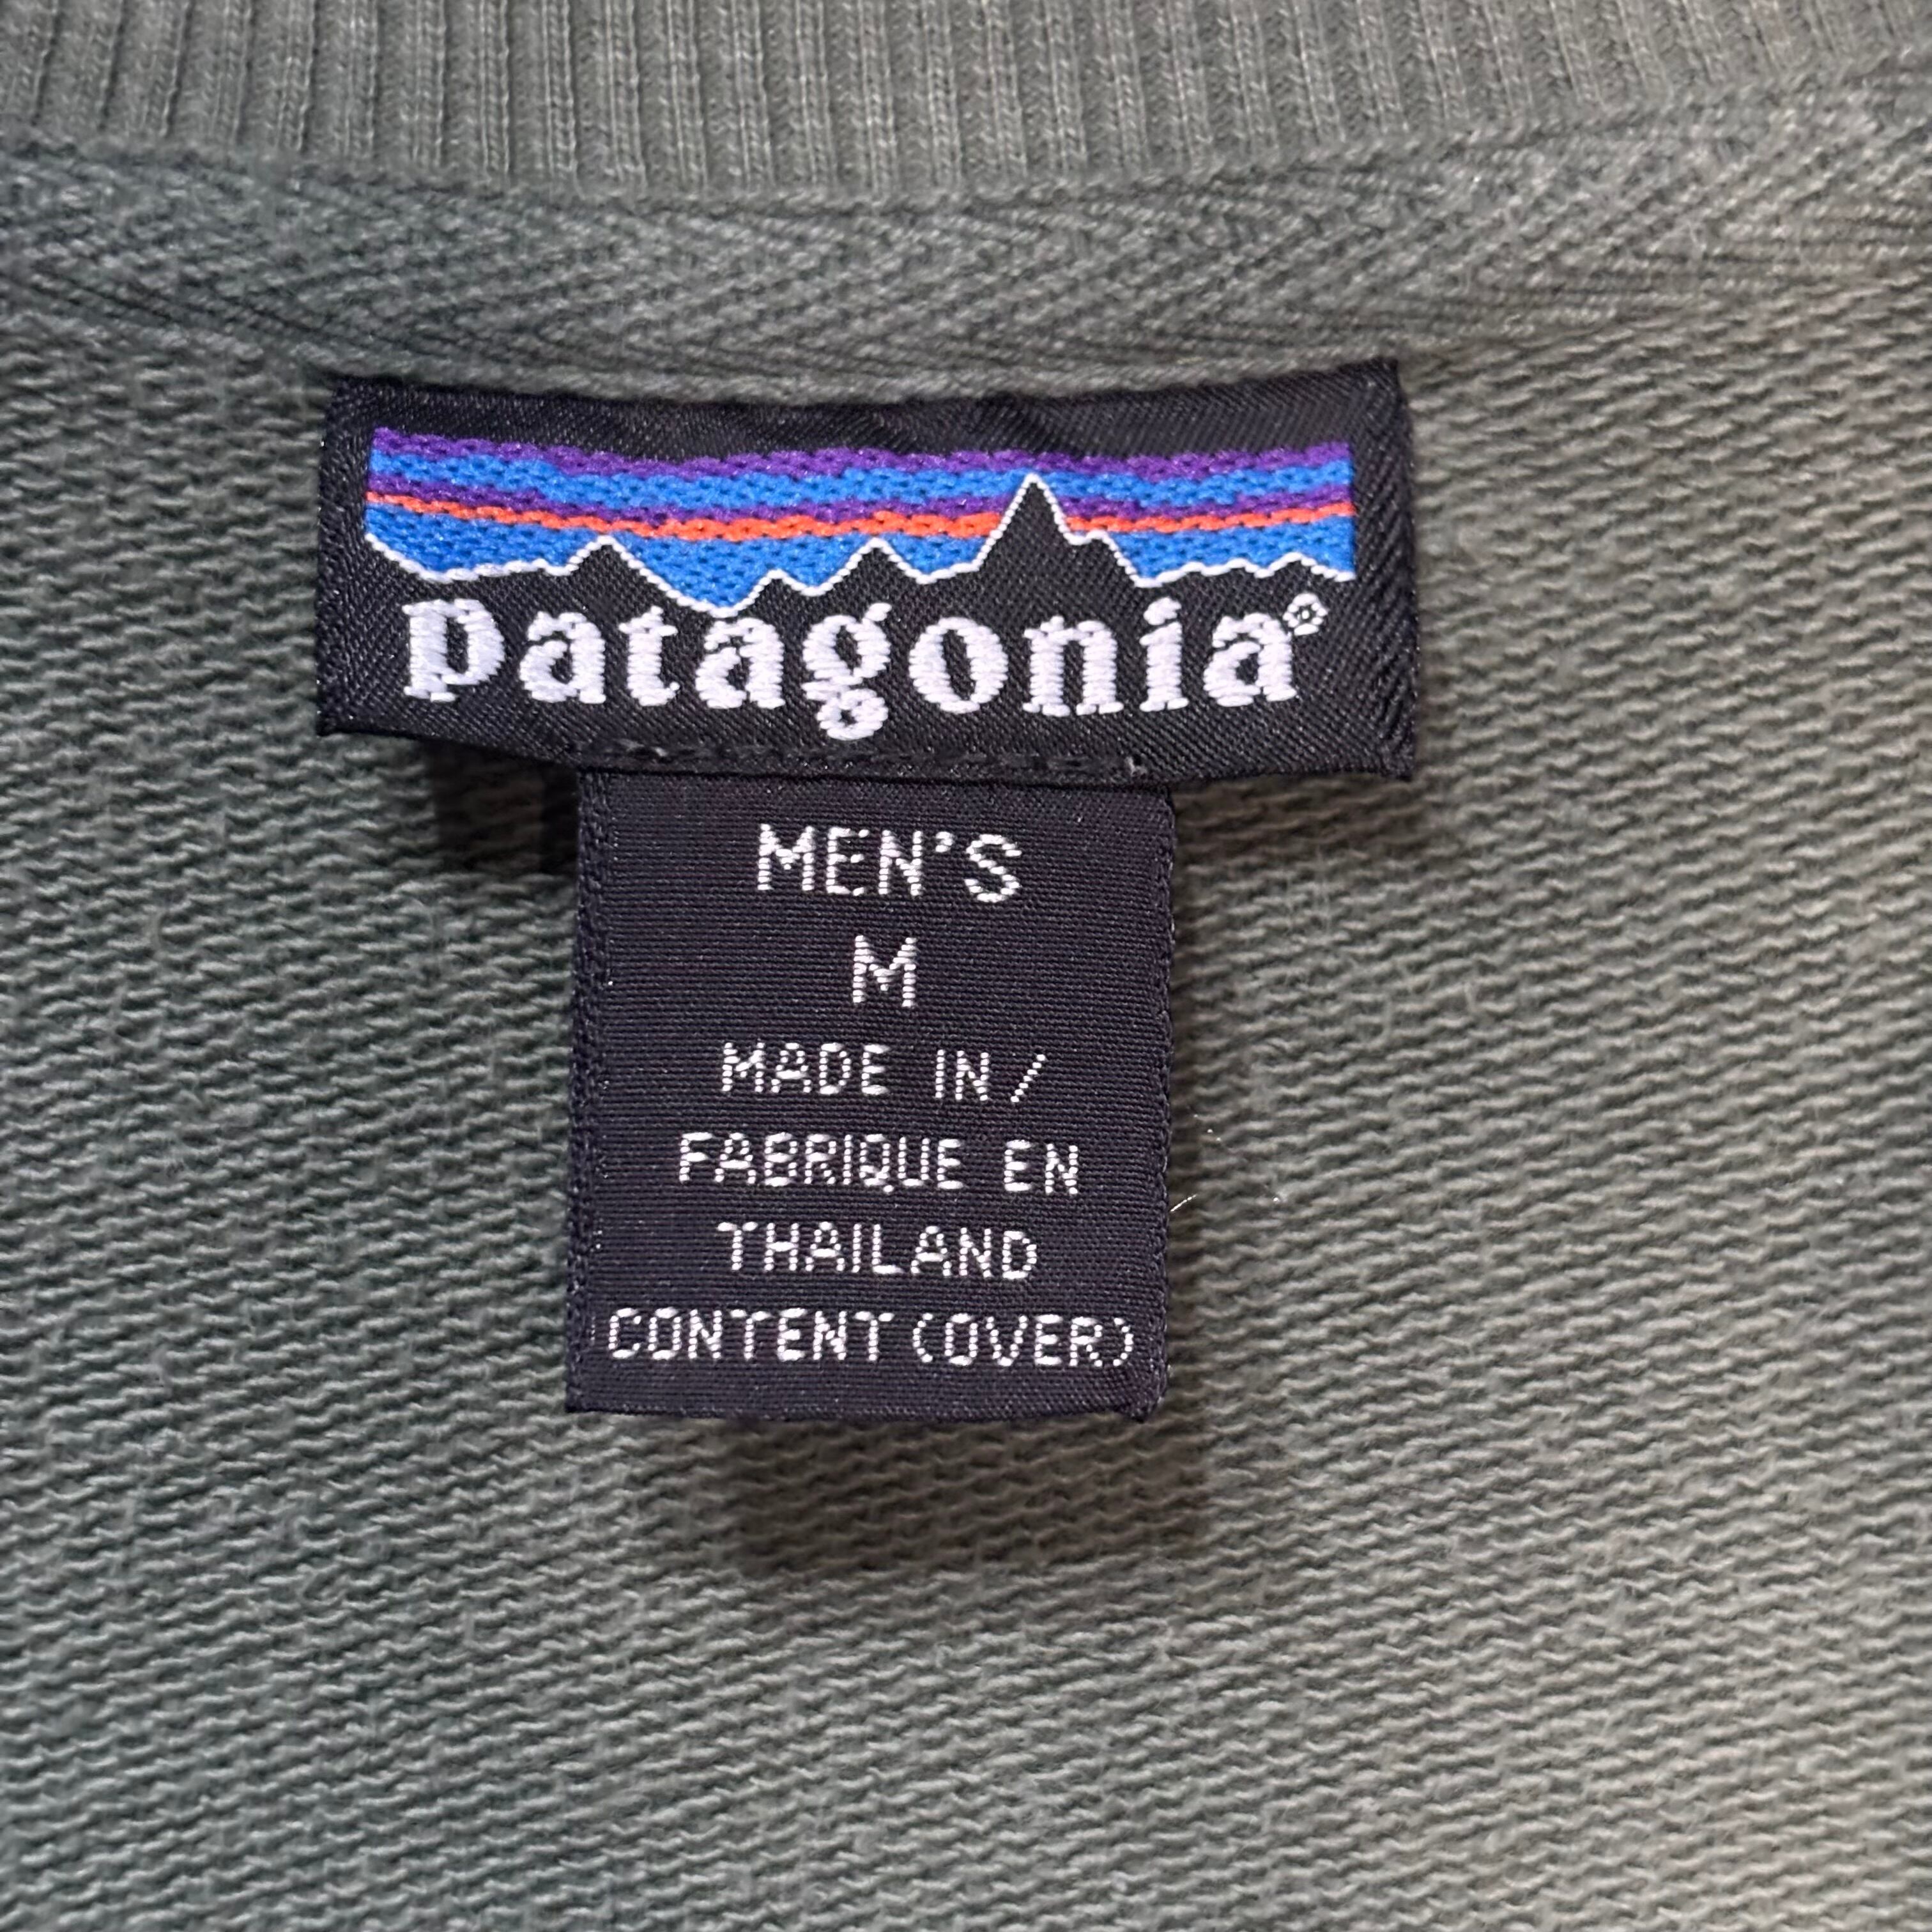 patagonia®
MEN'S
M
MADE IN/
FABRIQUE EN
THAILAND
CONTENT (OVER)